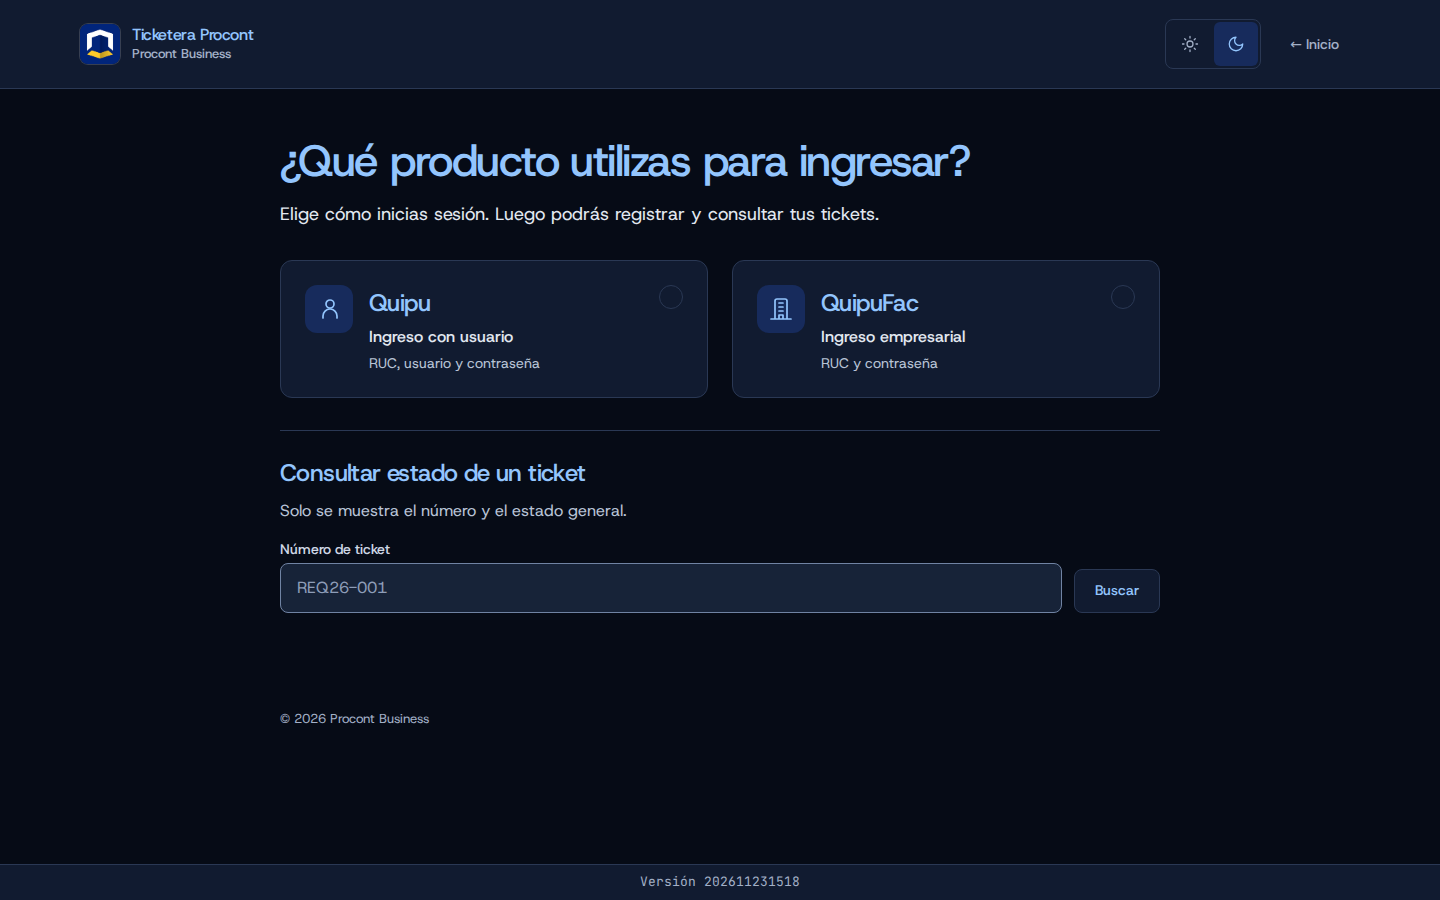 Ticketera Procont
Procont Business
← Inicio
¿Qué producto utilizas para ingresar?
Elige cómo inicias sesión. Luego podrás registrar y consultar tus tickets.
Quipu
Ingreso con usuario
RUC, usuario y contraseña
QuipuFac
Ingreso empresarial
RUC y contraseña
Consultar estado de un ticket
Solo se muestra el número y el estado general.
Número de ticket
REQ26-001
Buscar
© 2026 Procont Business
Versión 202611231518